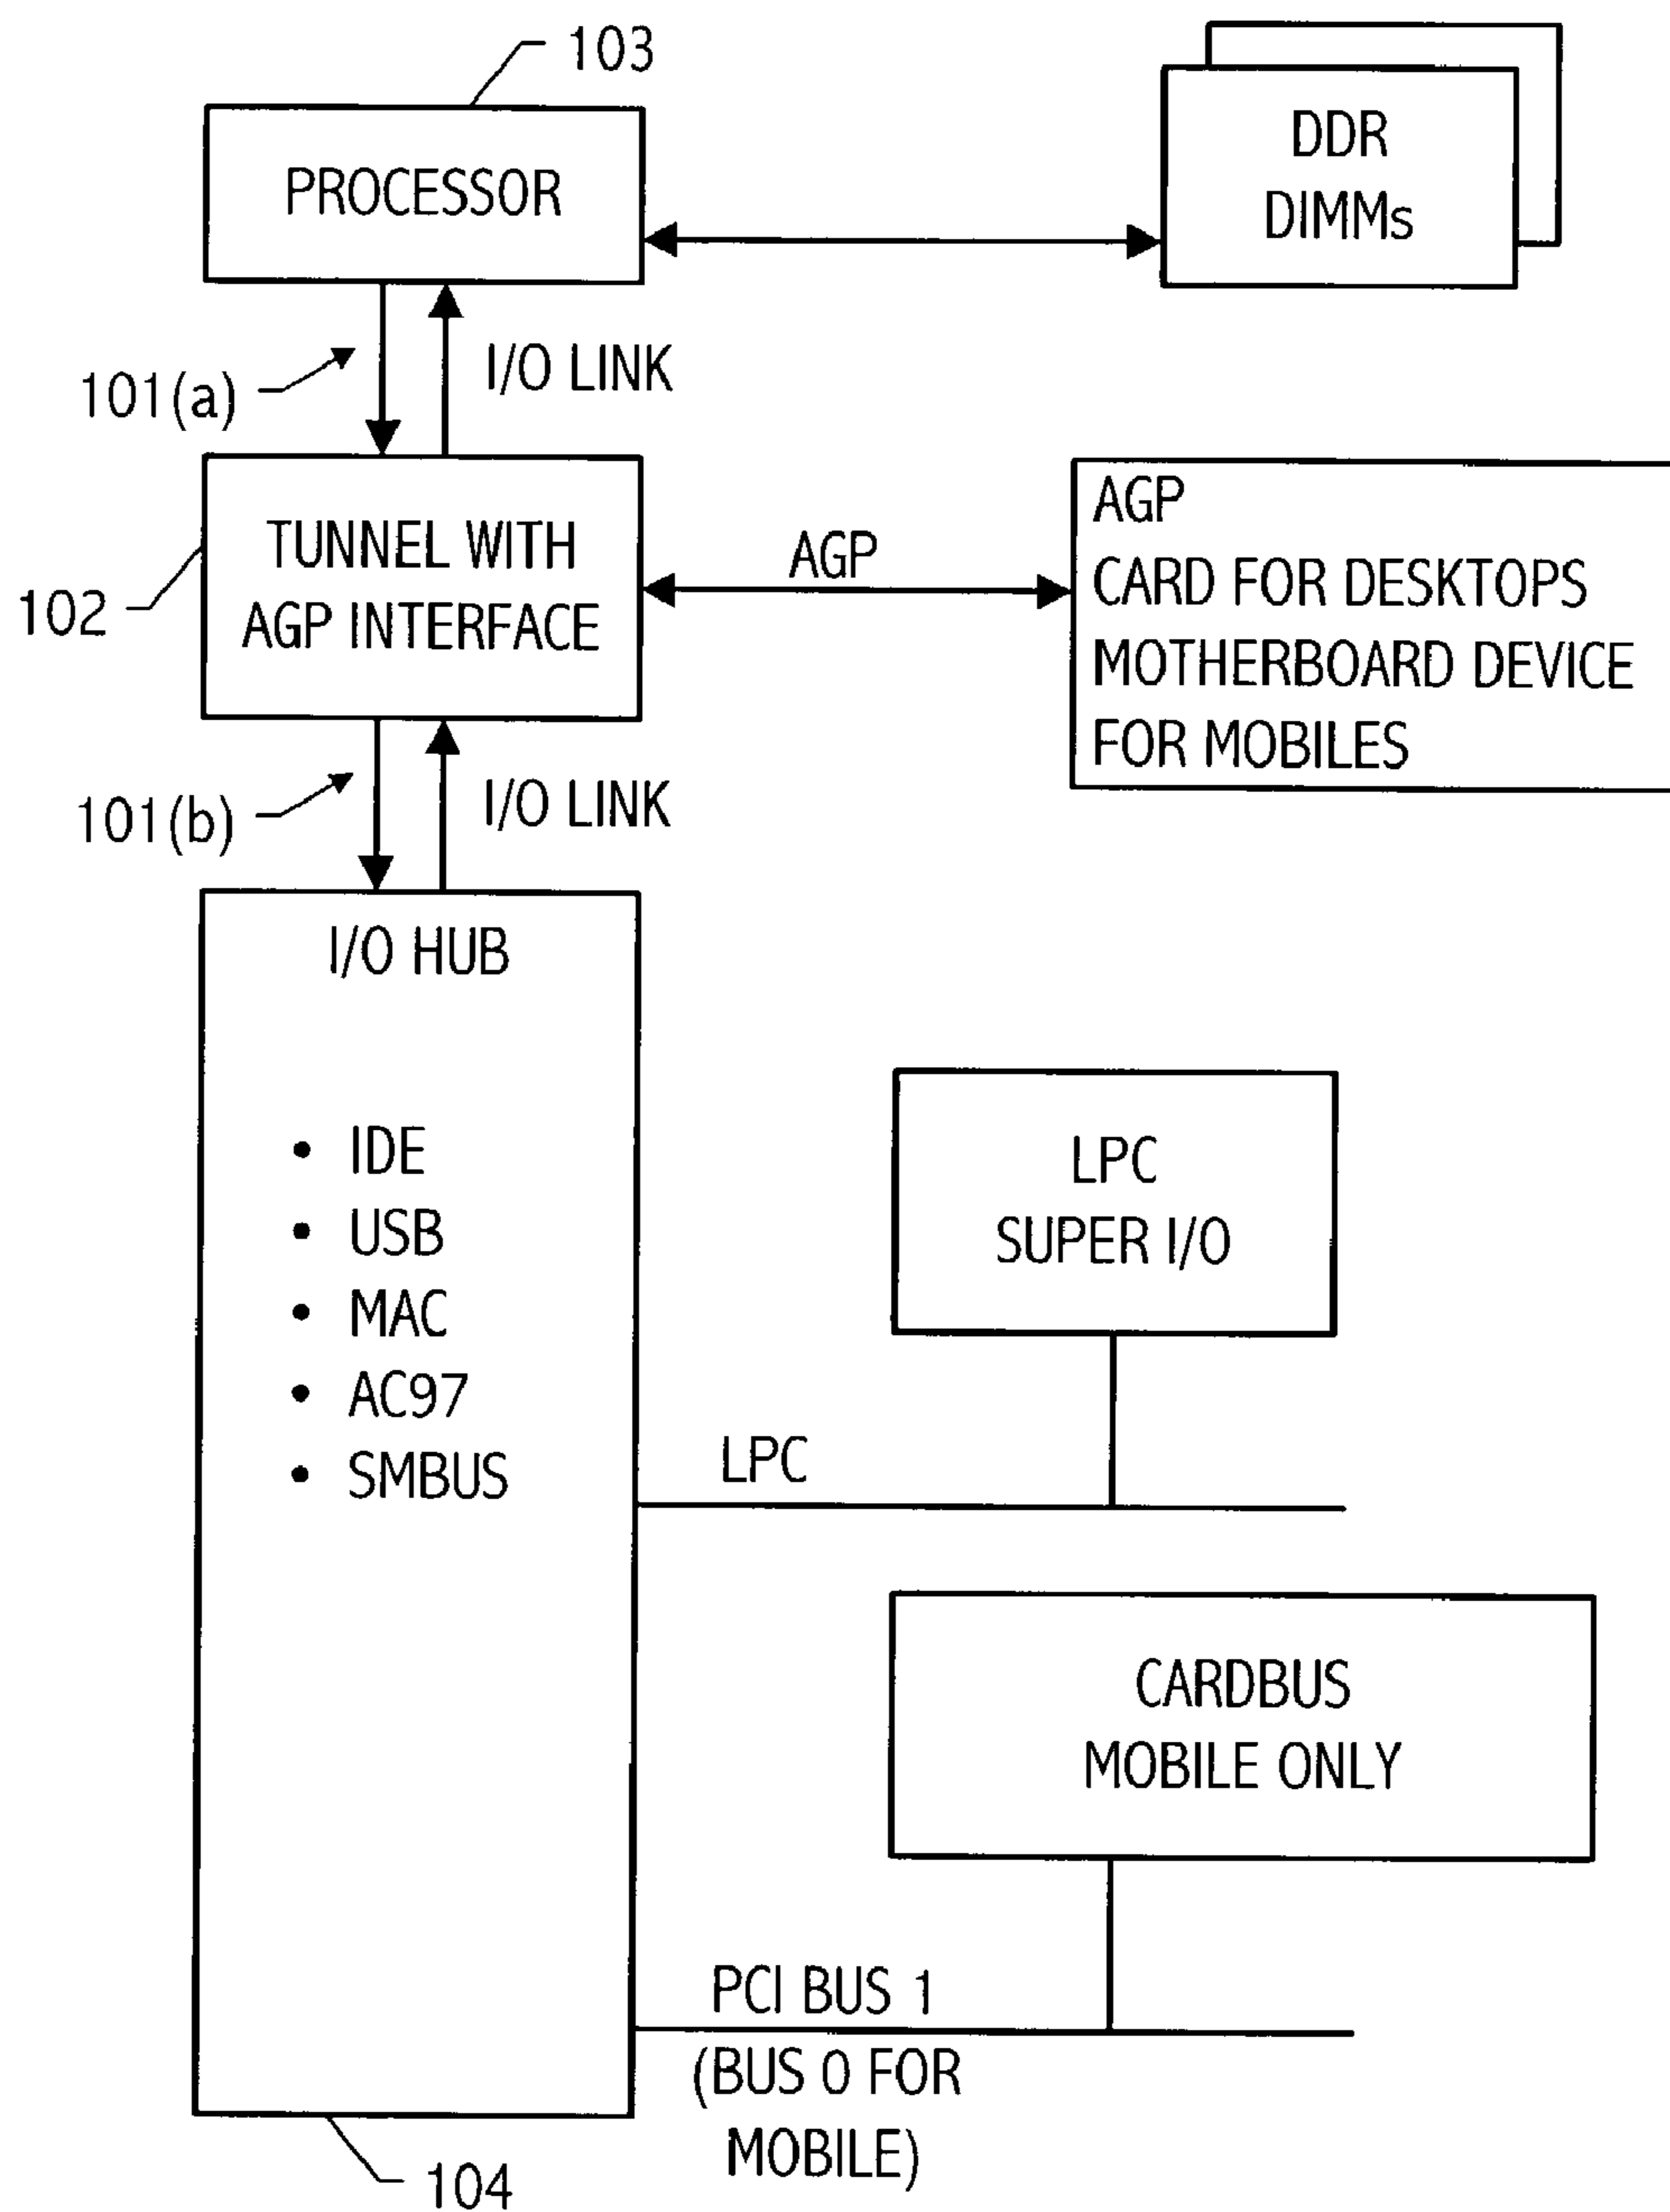 103
PROCESSOR
DDR
DIMMs
101(a)
I/O LINK
102
TUNNEL WITH
AGP INTERFACE
AGP
AGP
CARD FOR DESKTOPS
MOTHERBOARD DEVICE
FOR MOBILES
101(b)
I/O LINK
I/O HUB
• IDE
• USB
• MAC
• AC97
• SMBUS
LPC
SUPER I/O
LPC
CARDBUS
MOBILE ONLY
PCI BUS 1
(BUS 0 FOR
MOBILE)
104